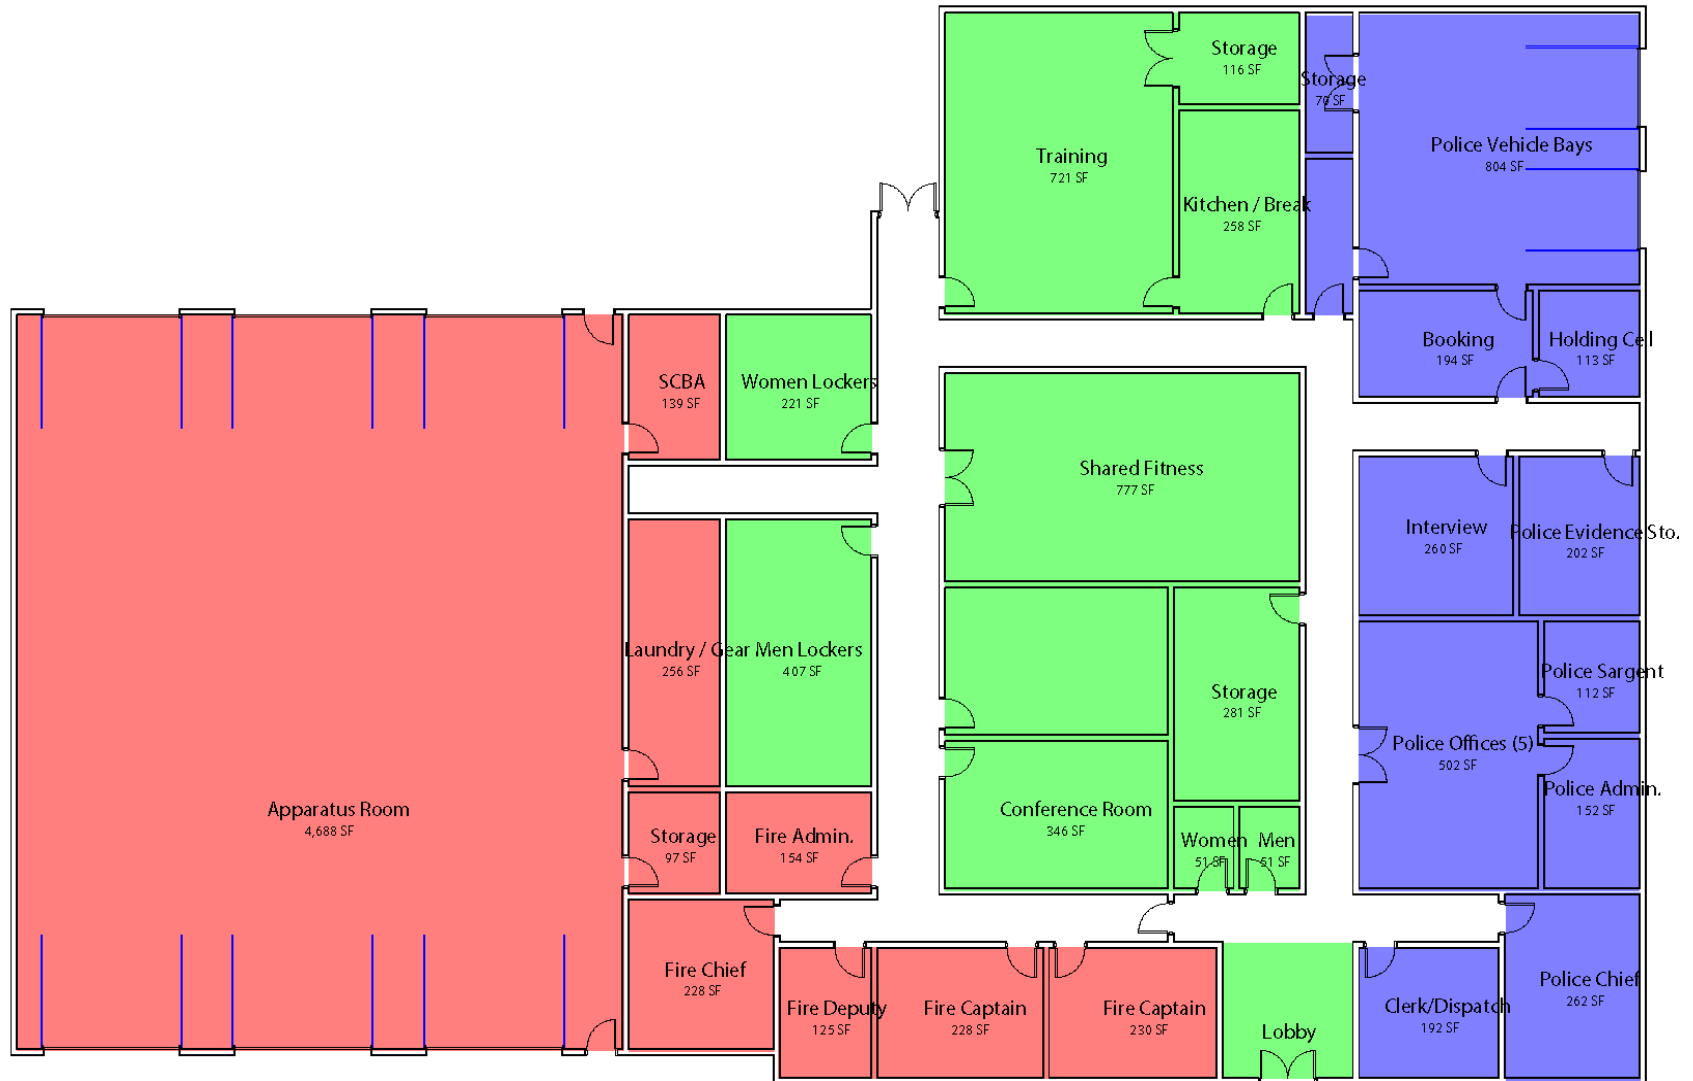 Storage
116 SF
Storage
70 SF
Training
721 SF
Police Vehicle Bays
804 SF
Kitchen / Break
258 SF
Booking
194 SF
Holding Cell
113 SF
SCBA
139 SF
Women Lockers
221 SF
Shared Fitness
777 SF
Interview
260 SF
Police Evidence Sto.
202 SF
Laundry / Gear
256 SF
Men Lockers
407 SF
Storage
281 SF
Police Sargent
112 SF
Police Offices (5)
502 SF
Police Admin.
152 SF
Apparatus Room
4,688 SF
Storage
97 SF
Fire Admin.
154 SF
Conference Room
346 SF
Women
51 SF
Men
51 SF
Fire Chief
228 SF
Fire Deputy
125 SF
Fire Captain
228 SF
Fire Captain
230 SF
Lobby
Clerk/Dispatch
192 SF
Police Chief
262 SF